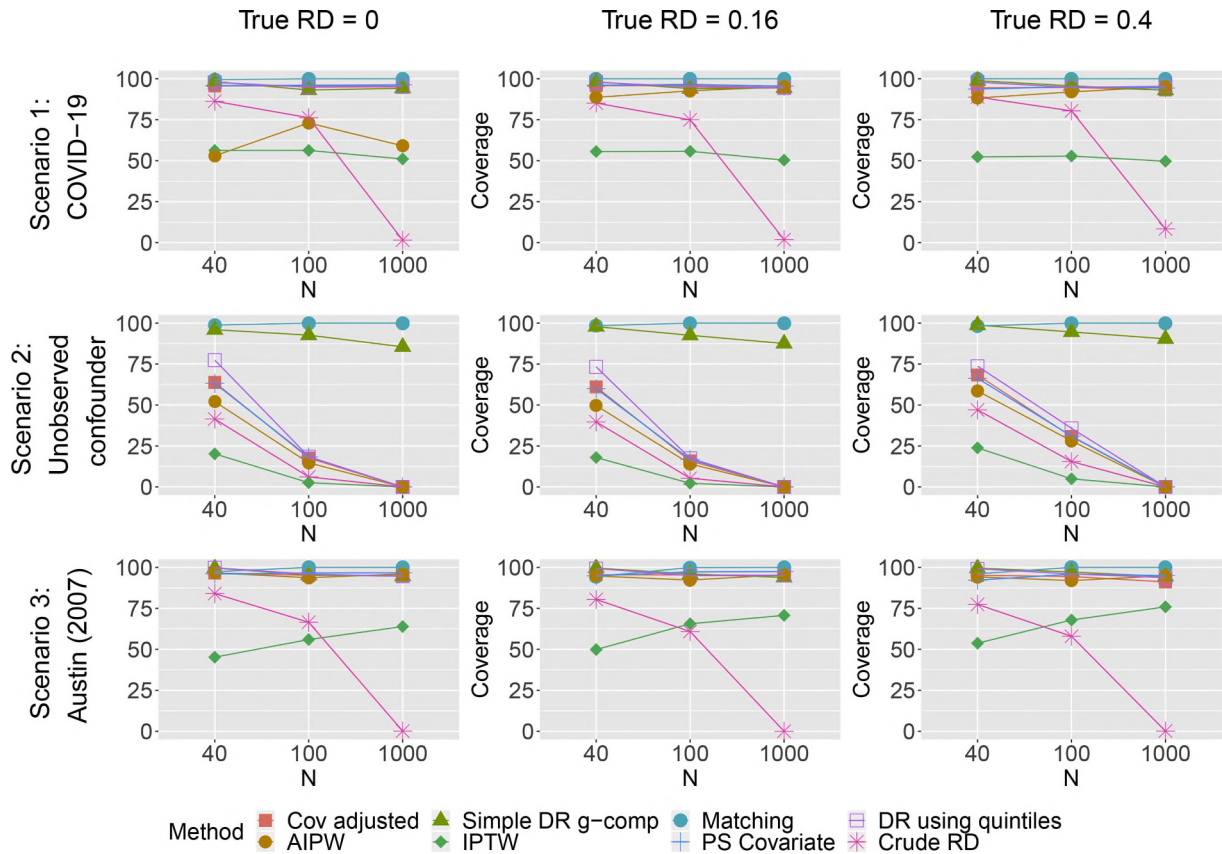 True RD = 0
True RD = 0.16
True RD = 0.4
Scenario 1:
COVID−19
100
75
50
25
0
40
100
1000
N
Coverage
100
75
50
25
0
40
100
1000
N
Coverage
100
75
50
25
0
40
100
1000
N
Scenario 2:
Unobserved
confounder
100
75
50
25
0
40
100
1000
N
Coverage
100
75
50
25
0
40
100
1000
N
Coverage
100
75
50
25
0
40
100
1000
N
Scenario 3:
Austin (2007)
100
75
50
25
0
40
100
1000
N
Coverage
100
75
50
25
0
40
100
1000
N
Coverage
100
75
50
25
0
40
100
1000
N
Method
Cov adjusted
Simple DR g−comp
Matching
DR using quintiles
AIPW
IPTW
PS Covariate
Crude RD